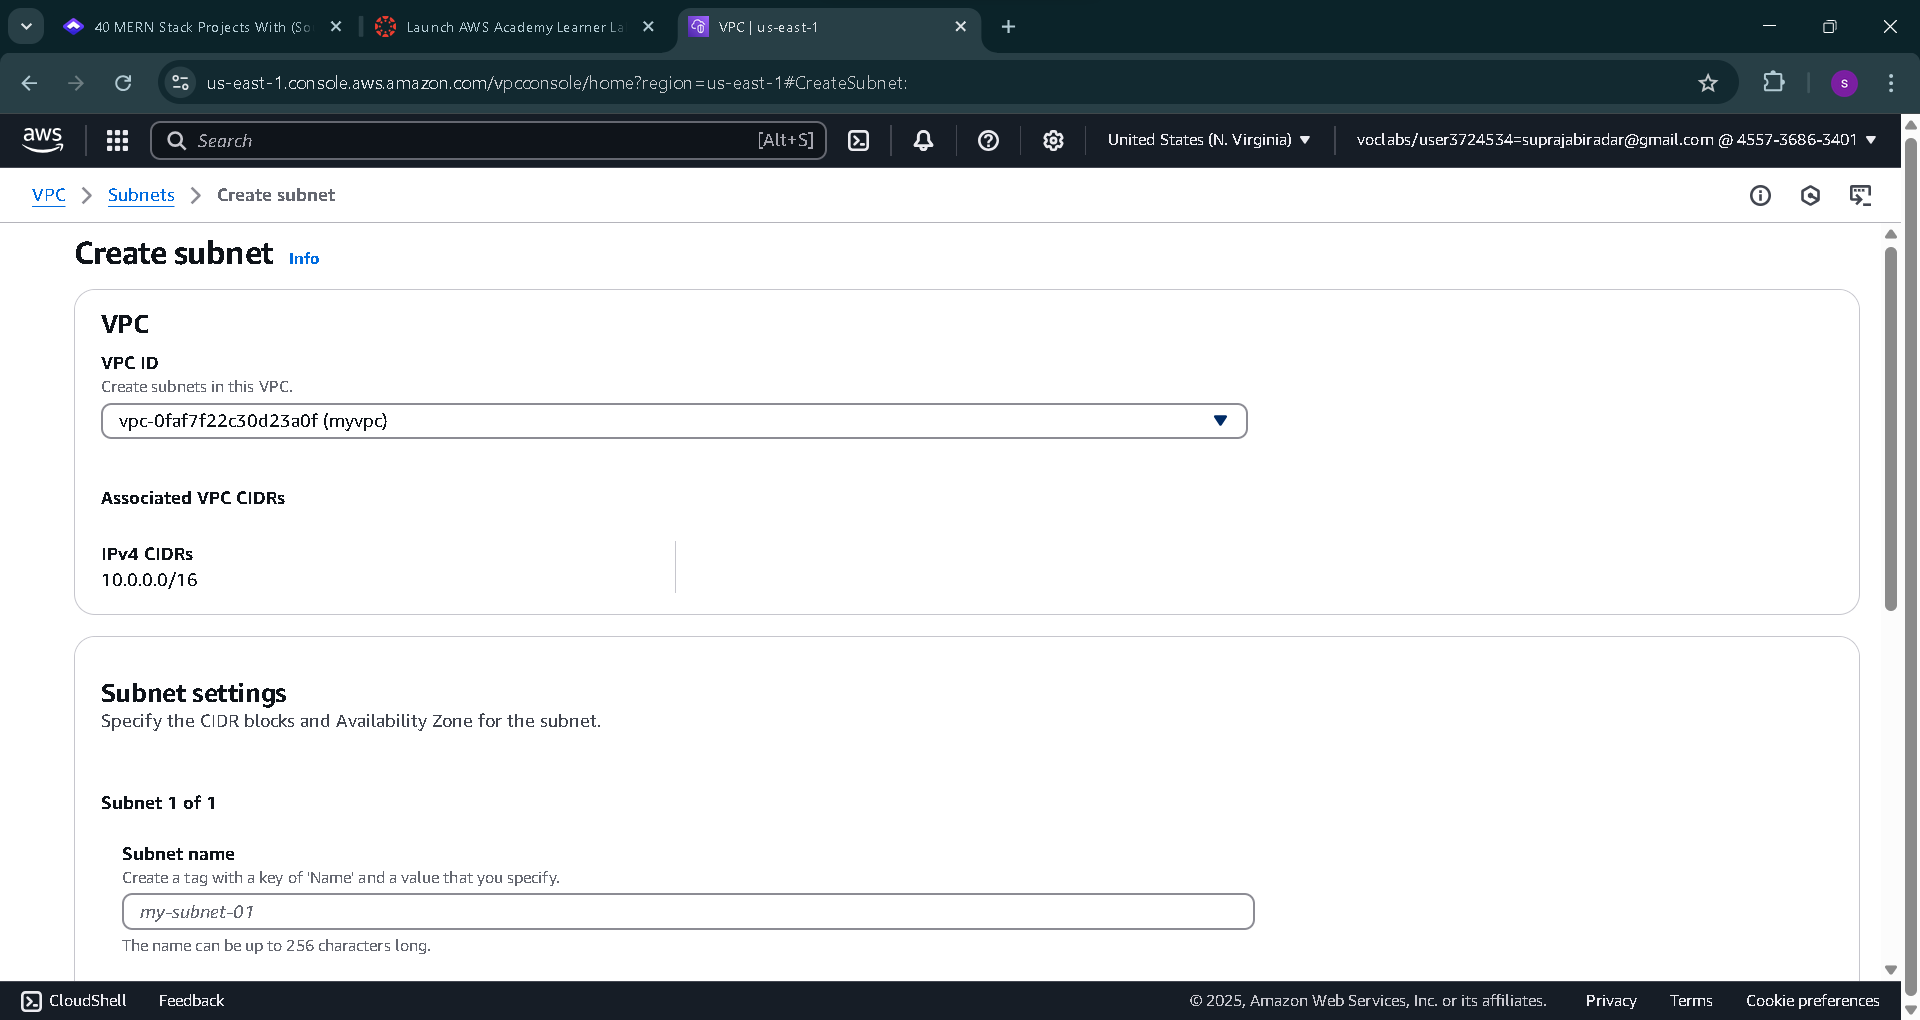 40 MERN Stack Projects With (So
Launch AWS Academy Learner La
VPC | us-east-1
us-east-1.console.aws.amazon.com/vpcconsole/home?region=us-east-1#CreateSubnet:
s
aws
Search
[Alt+S]
United States (N. Virginia)
voclabs/user3724534=suprajabiradar@gmail.com @ 4557-3686-3401
VPC
Subnets
Create subnet
Create subnet Info
VPC
VPC ID
Create subnets in this VPC.
vpc-0faf7f22c30d23a0f (myvpc)
Associated VPC CIDRs
IPv4 CIDRs
10.0.0.0/16
Subnet settings
Specify the CIDR blocks and Availability Zone for the subnet.
Subnet 1 of 1
Subnet name
Create a tag with a key of 'Name' and a value that you specify.
my-subnet-01
The name can be up to 256 characters long.
CloudShell
Feedback
© 2025, Amazon Web Services, Inc. or its affiliates.
Privacy
Terms
Cookie preferences